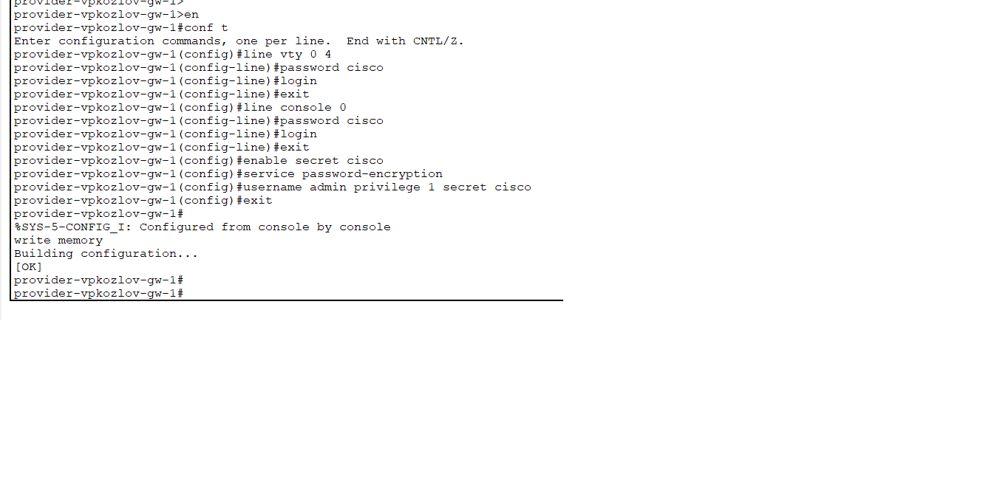 provider-vpkozlov-gw-1>
provider-vpkozlov-gw-1>en
provider-vpkozlov-gw-1#conf t
Enter configuration commands, one per line.  End with CNTL/Z.
provider-vpkozlov-gw-1(config)#line vty 0 4
provider-vpkozlov-gw-1(config-line)#password cisco
provider-vpkozlov-gw-1(config-line)#login
provider-vpkozlov-gw-1(config-line)#exit
provider-vpkozlov-gw-1(config)#line console 0
provider-vpkozlov-gw-1(config-line)#password cisco
provider-vpkozlov-gw-1(config-line)#login
provider-vpkozlov-gw-1(config-line)#exit
provider-vpkozlov-gw-1(config)#enable secret cisco
provider-vpkozlov-gw-1(config)#service password-encryption
provider-vpkozlov-gw-1(config)#username admin privilege 1 secret cisco
provider-vpkozlov-gw-1(config)#exit
provider-vpkozlov-gw-1#
%SYS-5-CONFIG_I: Configured from console by console
write memory
Building configuration...
[OK]
provider-vpkozlov-gw-1#
provider-vpkozlov-gw-1#